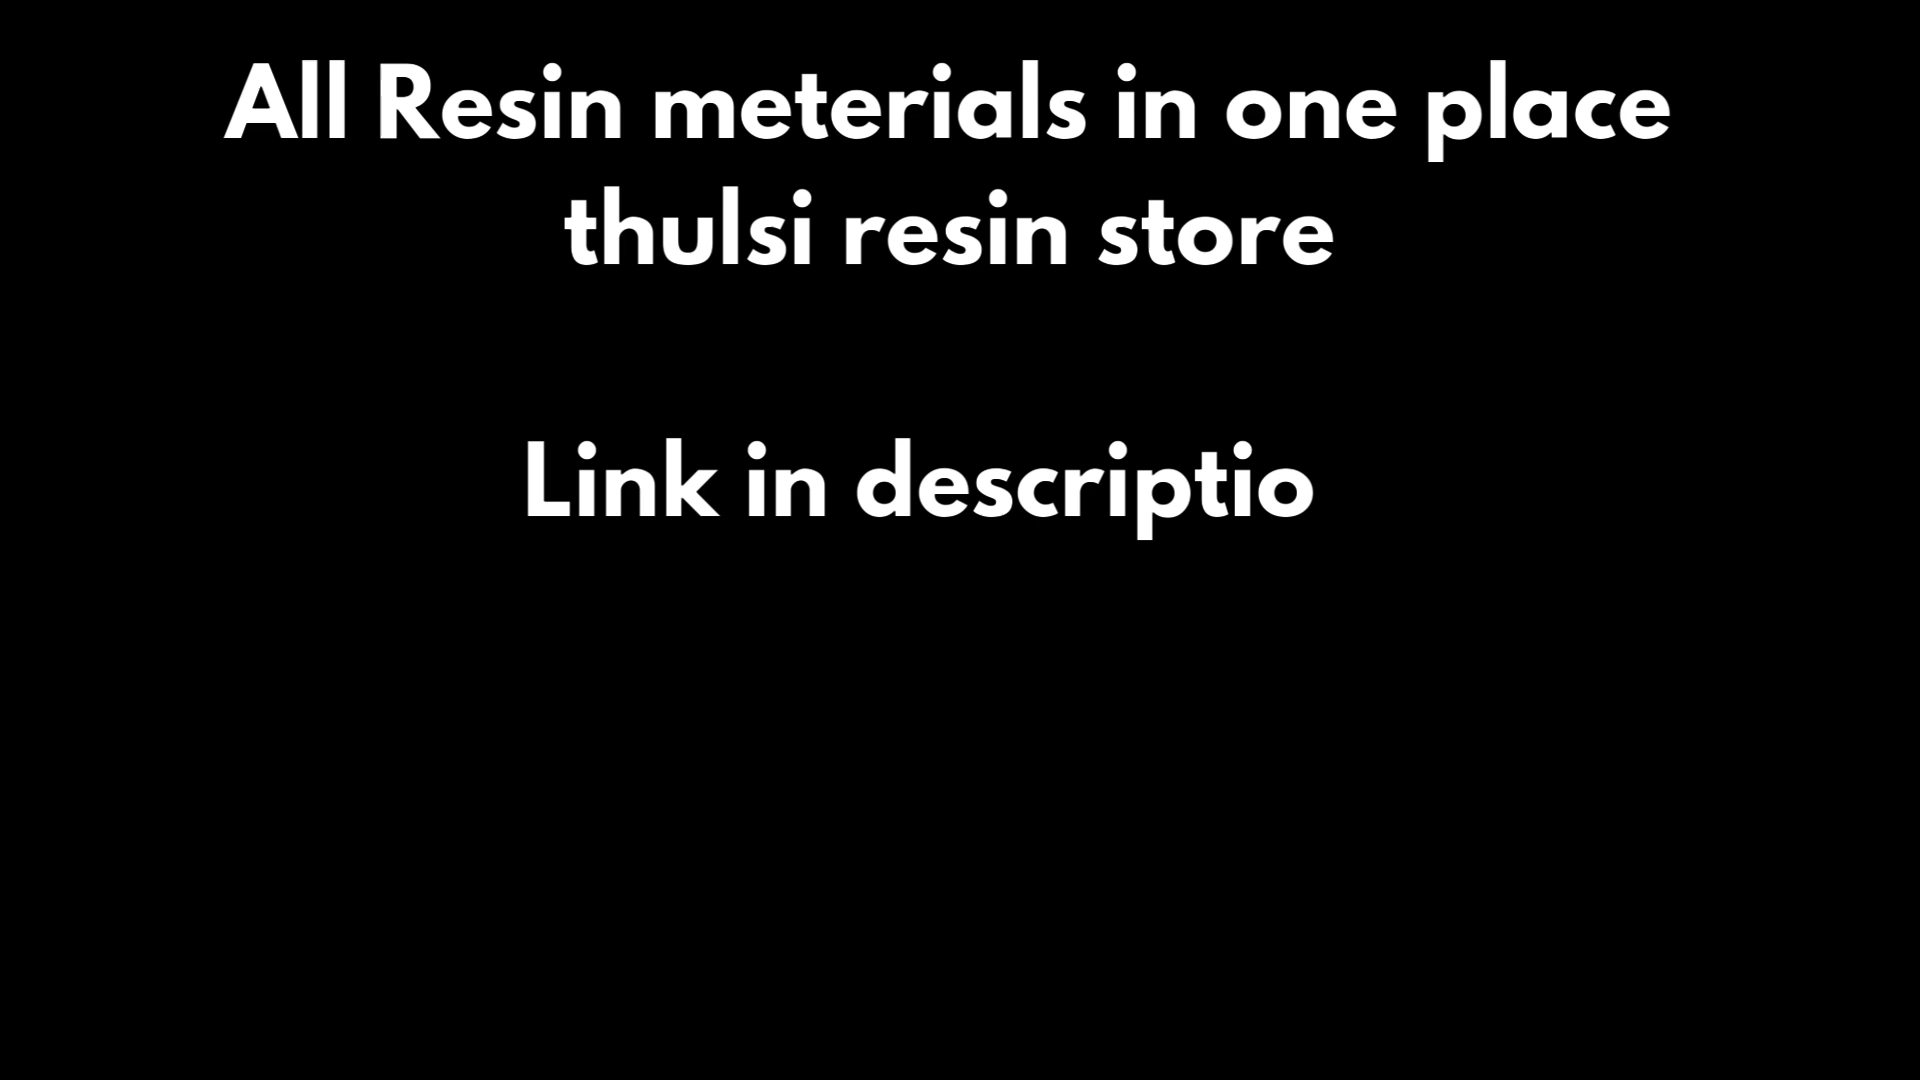 All Resin meterials in one place
thulsi resin store
Link in descriptio